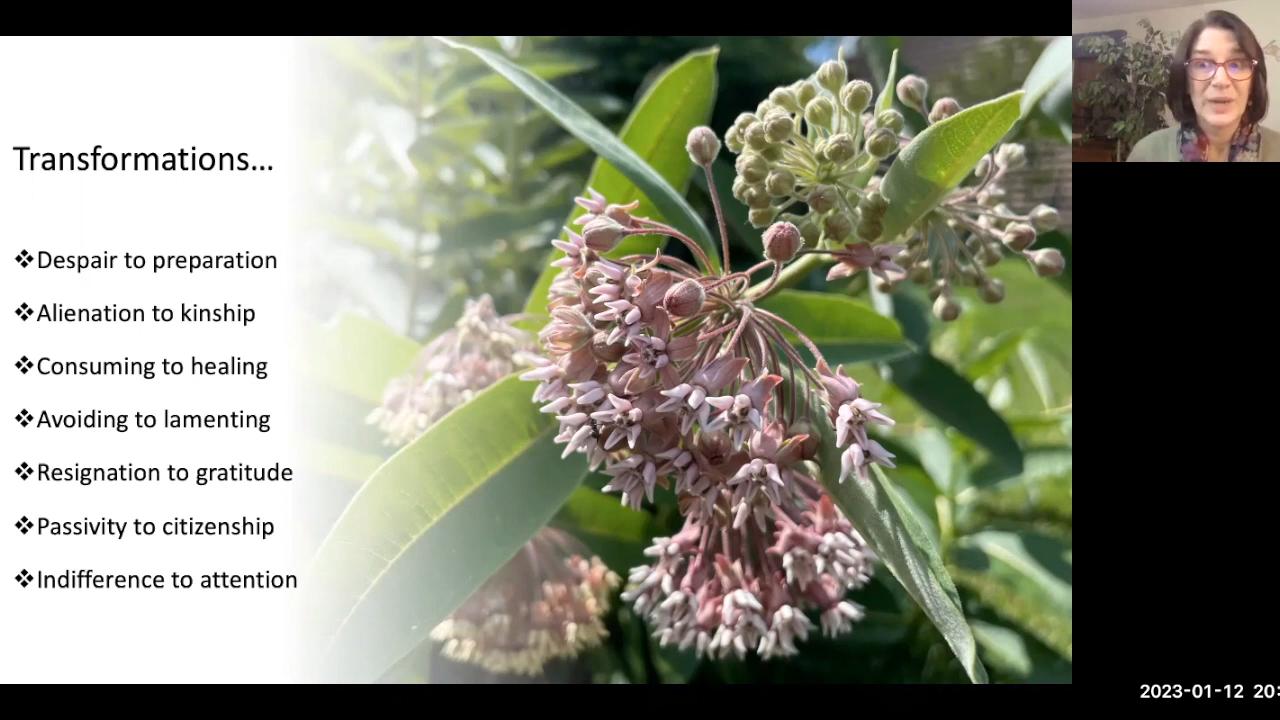 Transformations...
❖Despair to preparation
❖Alienation to kinship
❖Consuming to healing
❖Avoiding to lamenting
❖Resignation to gratitude
❖Passivity to citizenship
❖Indifference to attention
2023-01-12 20: